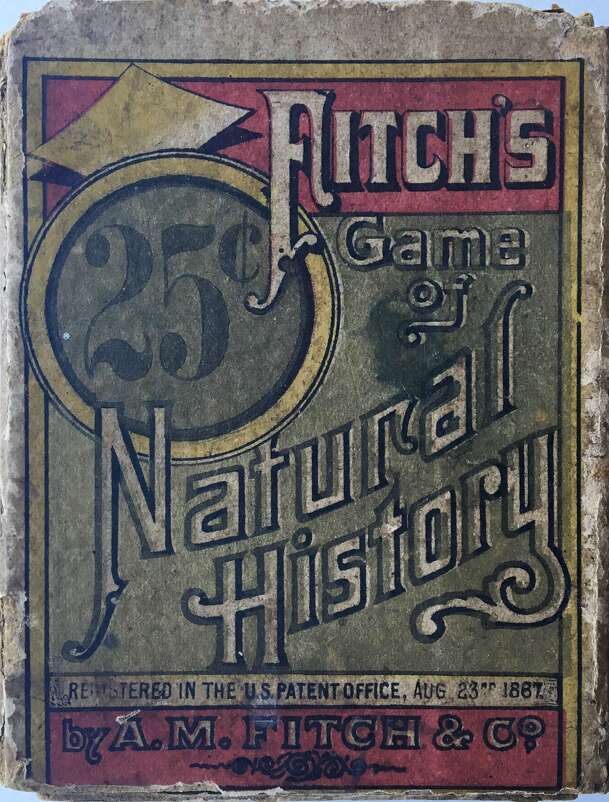 FITCH'S
25¢
Game
of
Natural
History
REGISTERED IN THE U.S. PATENT OFFICE, AUG. 23RD 1887.
by A. M. FITCH & CO.